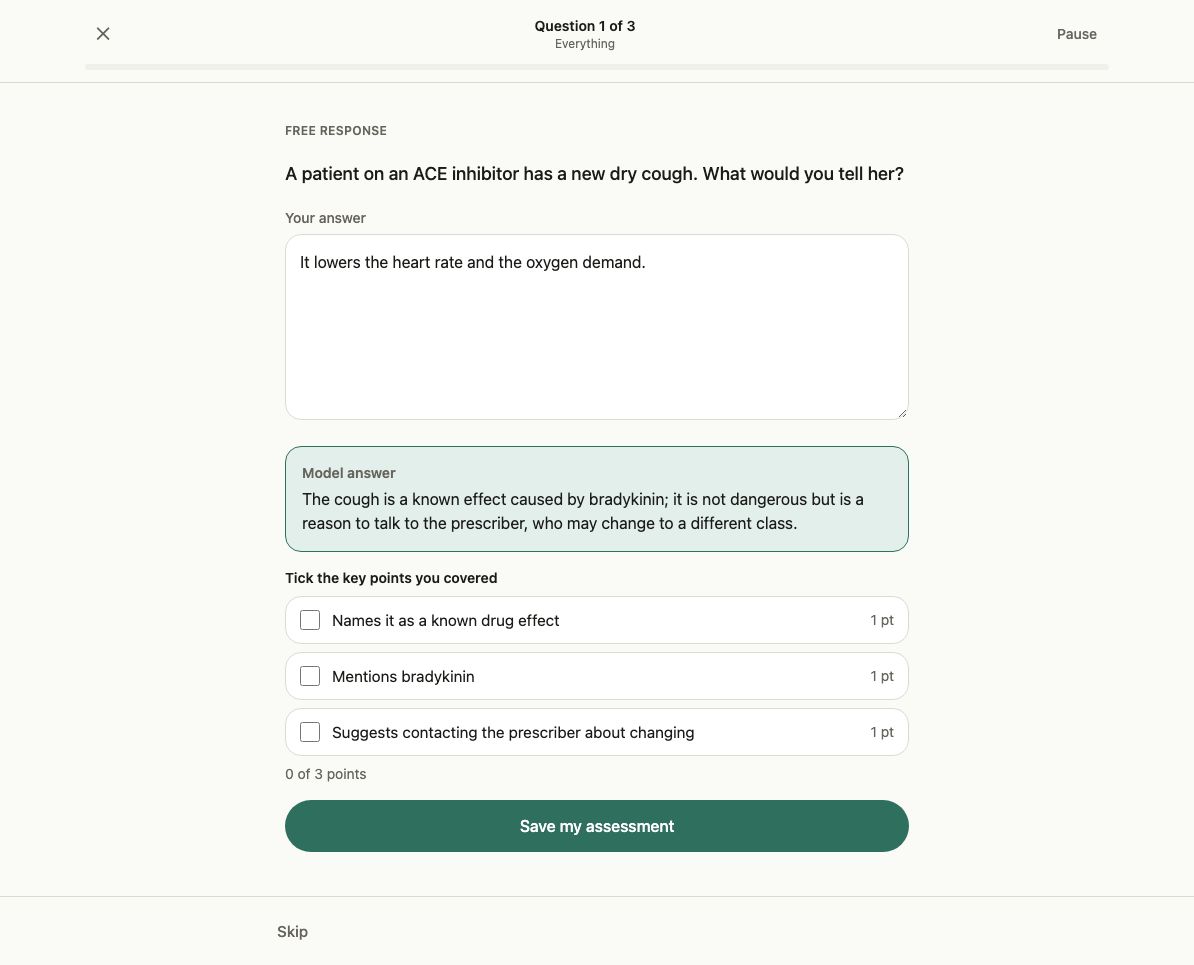 Question 1 of 3
Everything
Pause
FREE RESPONSE
A patient on an ACE inhibitor has a new dry cough. What would you tell her?
Your answer
It lowers the heart rate and the oxygen demand.
Model answer
The cough is a known effect caused by bradykinin; it is not dangerous but is a
reason to talk to the prescriber, who may change to a different class.
Tick the key points you covered
Names it as a known drug effect 1 pt
Mentions bradykinin 1 pt
Suggests contacting the prescriber about changing 1 pt
0 of 3 points
Save my assessment
Skip